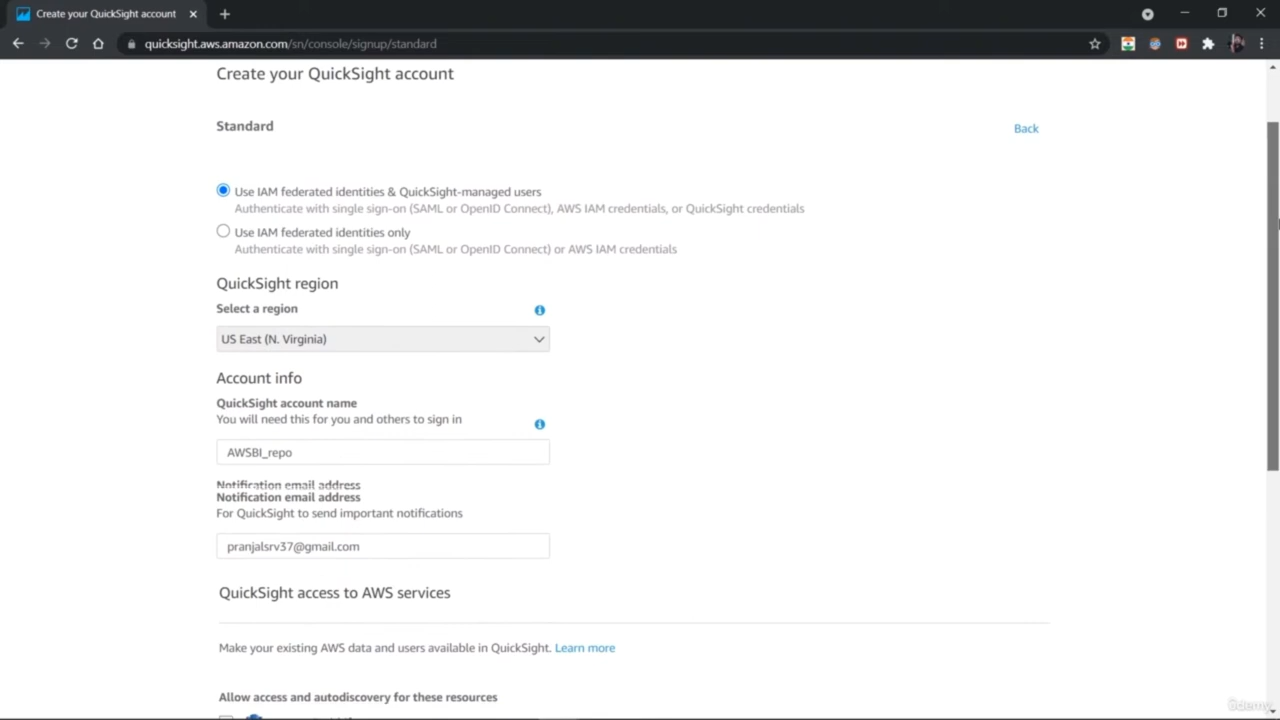 Create your QuickSight account
quicksight.aws.amazon.com/sn/console/signup/standard
Create your QuickSight account
Standard
Back
Use IAM federated identities & QuickSight-managed users
Authenticate with single sign-on (SAML or OpenID Connect), AWS IAM credentials, or QuickSight credentials
Use IAM federated identities only
Authenticate with single sign-on (SAML or OpenID Connect) or AWS IAM credentials
QuickSight region
Select a region
US East (N. Virginia)
Account info
QuickSight account name
You will need this for you and others to sign in
AWSBI_repo
Notification email address
Notification email address
For QuickSight to send important notifications
pranjalsrv37@gmail.com
QuickSight access to AWS services
Make your existing AWS data and users available in QuickSight. Learn more
Allow access and autodiscovery for these resources
ûdemy